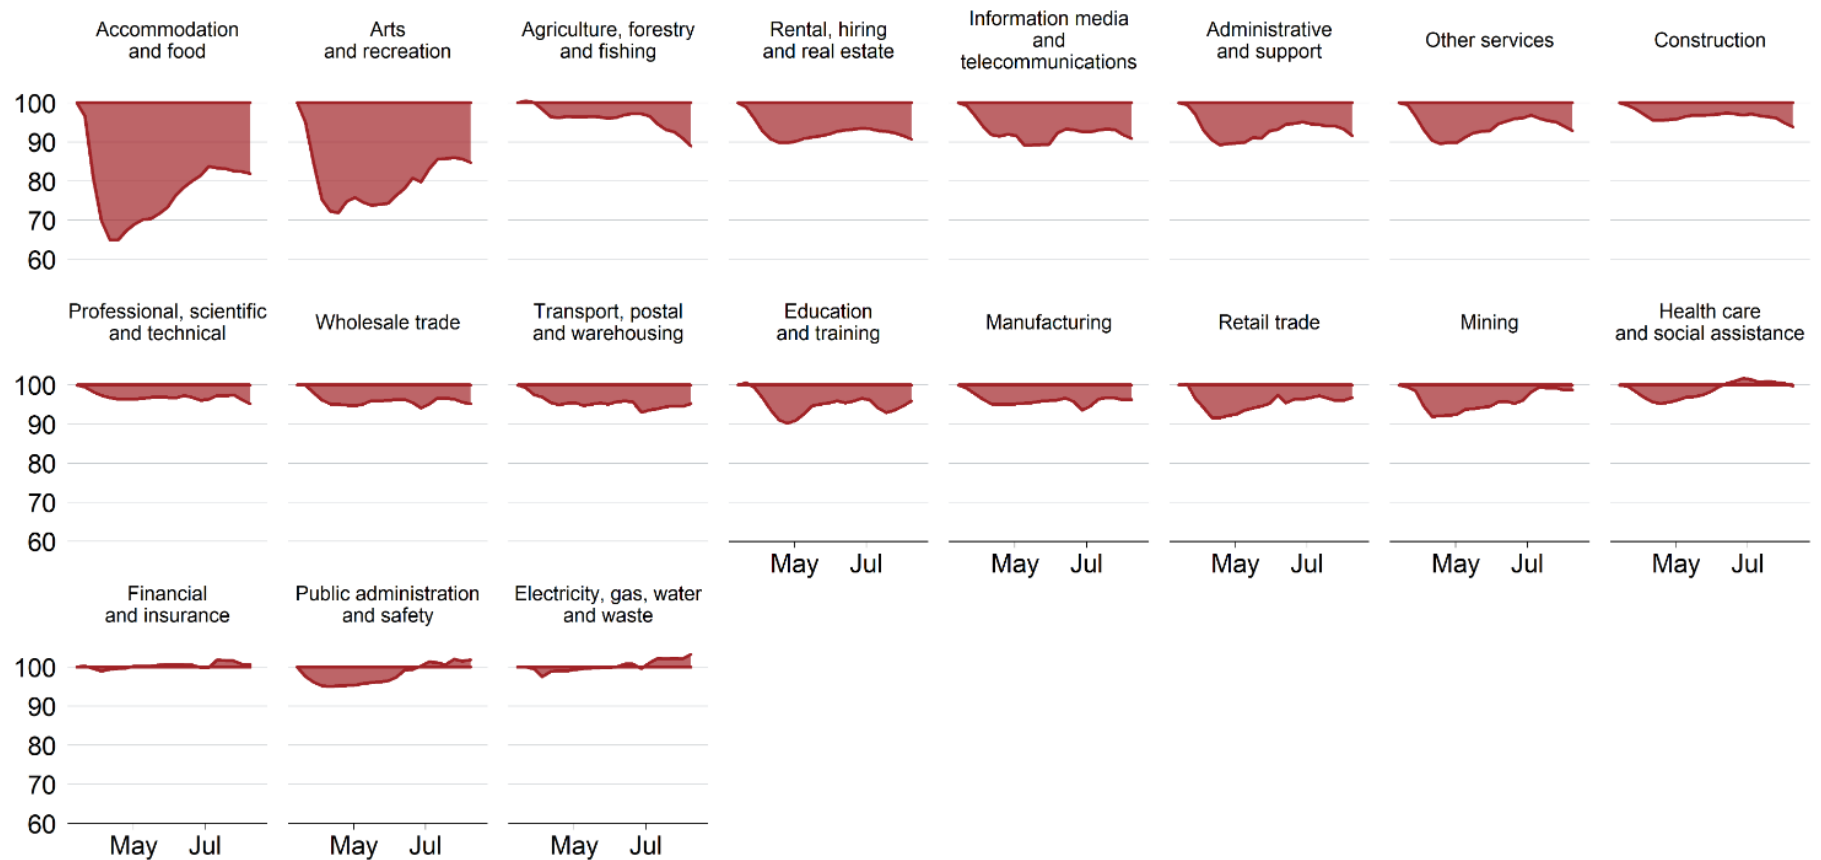 Accommodation
and food
Arts
and recreation
Agriculture, forestry
and fishing
Rental, hiring
and real estate
Information media
and
telecommunications
Administrative
and support
Other services
Construction
100
90
80
70
60
Professional, scientific
and technical
Wholesale trade
Transport, postal
and warehousing
Education
and training
Manufacturing
Retail trade
Mining
Health care
and social assistance
100
90
80
70
60
May Jul
May Jul
May Jul
May Jul
May Jul
Financial
and insurance
Public administration
and safety
Electricity, gas, water
and waste
100
90
80
70
60
May Jul
May Jul
May Jul